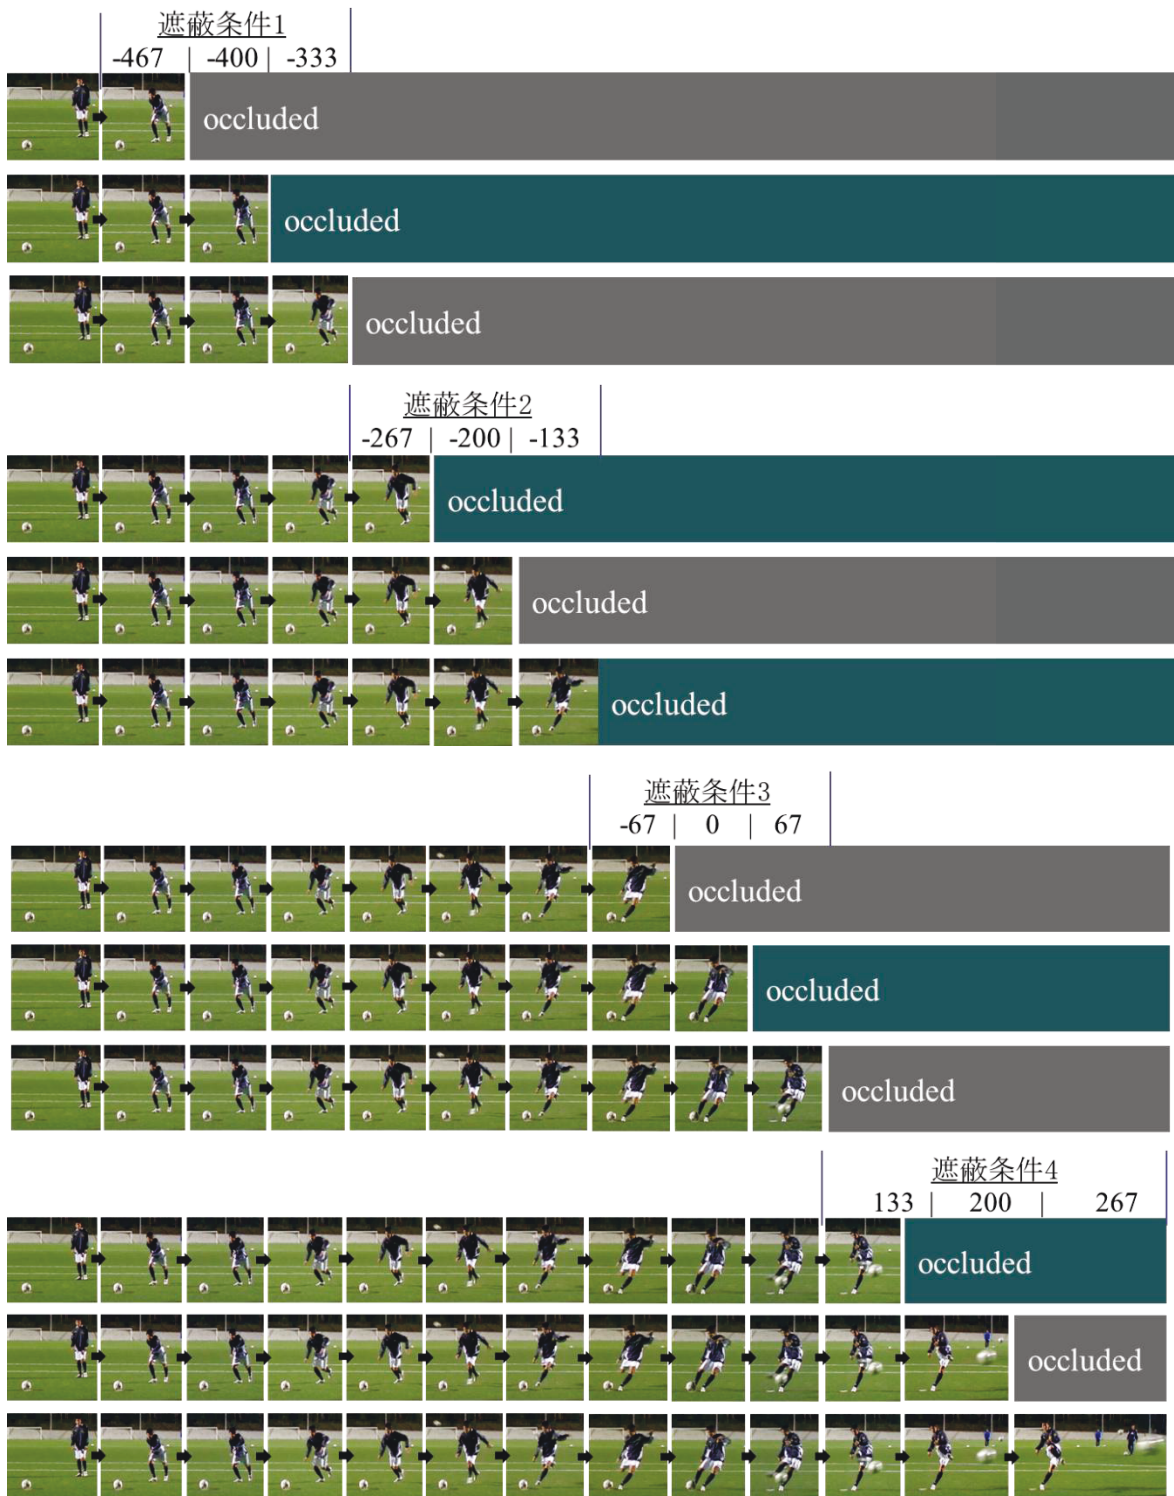 遮蔽条件1
-467 | -400 | -333
occluded
occluded
occluded
遮蔽条件2
-267 | -200 | -133
occluded
occluded
occluded
遮蔽条件3
-67 | 0 | 67
occluded
occluded
occluded
遮蔽条件4
133 | 200 | 267
occluded
occluded